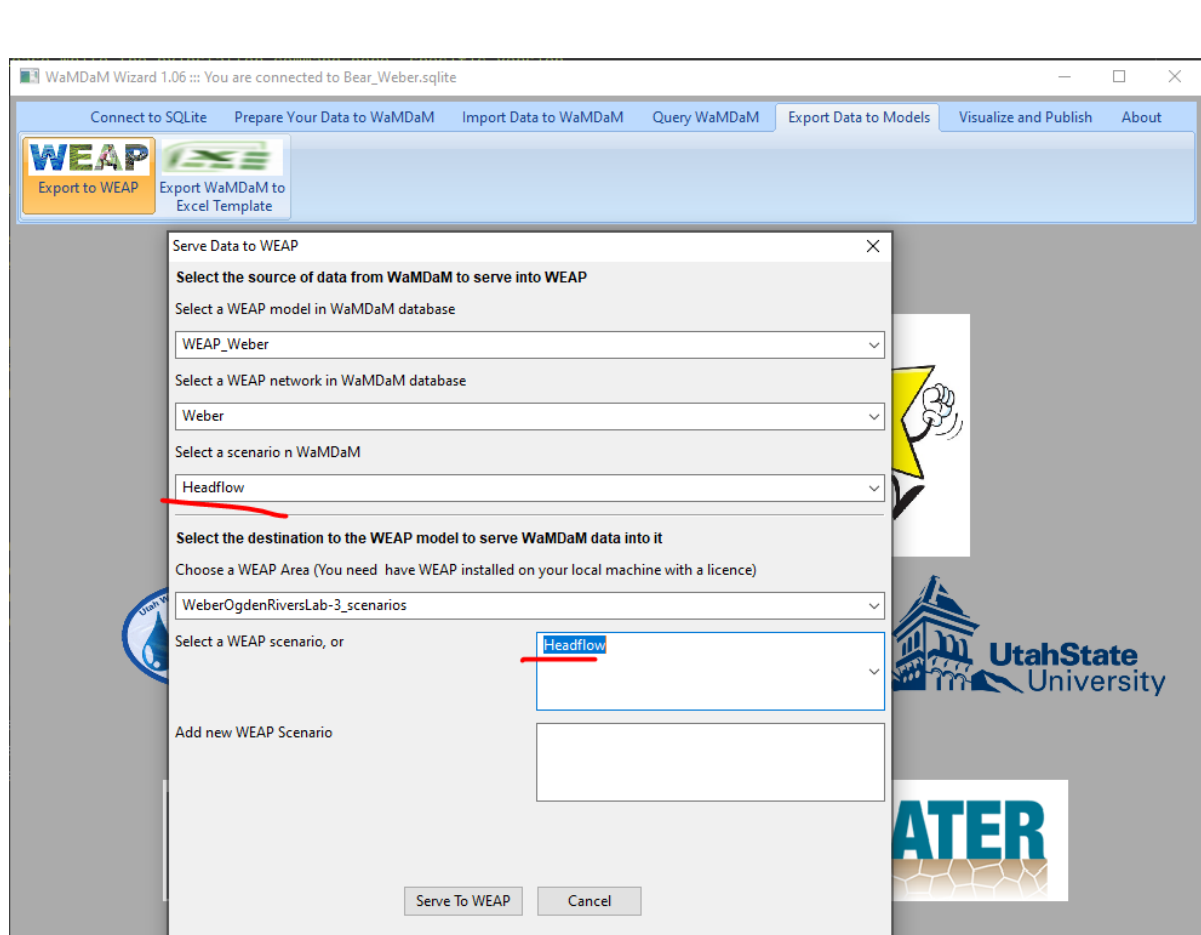 WaMDaM Wizard 1.06 ::: You are connected to Bear_Weber.sqlite
Connect to SQLite Prepare Your Data to WaMDaM Import Data to WaMDaM Query WaMDaM Export Data to Models Visualize and Publish About
WEAP
Export to WEAP
Export WaMDaM to
Excel Template
Serve Data to WEAP
Select the source of data from WaMDaM to serve into WEAP
Select a WEAP model in WaMDaM database
WEAP_Weber
Select a WEAP network in WaMDaM database
Weber
Select a scenario n WaMDaM
Headflow
Select the destination to the WEAP model to serve WaMDaM data into it
Choose a WEAP Area (You need have WEAP installed on your local machine with a licence)
WeberOgdenRiversLab-3_scenarios
Select a WEAP scenario, or
Headflow
Add new WEAP Scenario
Serve To WEAP Cancel
Utah
UtahState
University
ATER